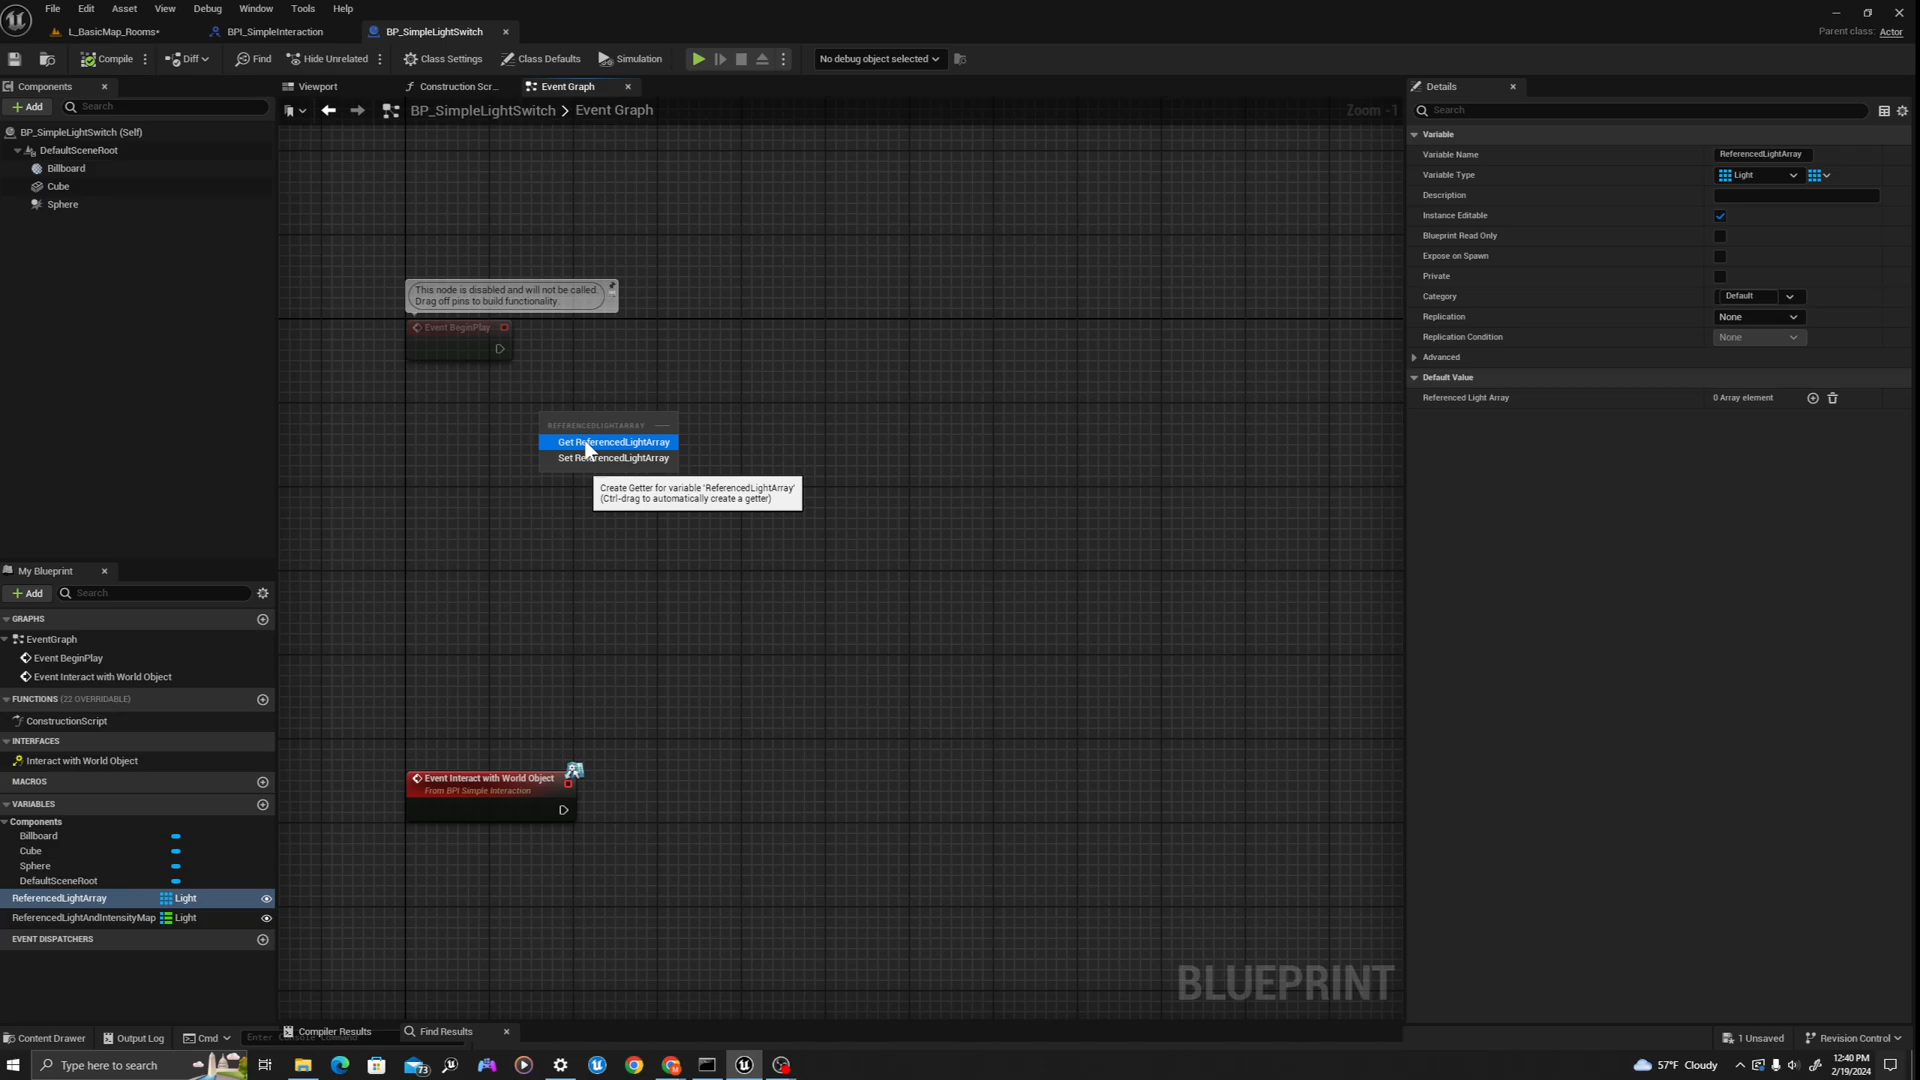 File Edit Asset View Debug Window Tools Help
L_BasicMap_Rooms* BPI_SimpleInteraction BP_SimpleLightSwitch Parent class: Actor
Compile Diff Find Hide Unrelated Class Settings Class Defaults Simulation No debug object selected
Components
Add Search
BP_SimpleLightSwitch (Self)
DefaultSceneRoot
Billboard
Cube
Sphere
My Blueprint
Add Search
GRAPHS
EventGraph
Event BeginPlay
Event Interact with World Object
FUNCTIONS (22 OVERRIDABLE)
ConstructionScript
INTERFACES
Interact with World Object
MACROS
VARIABLES
Components
Billboard
Cube
Sphere
DefaultSceneRoot
ReferencedLightArray Light
ReferencedLightAndIntensityMap Light
EVENT DISPATCHERS
Viewport Construction Scr... Event Graph
BP_SimpleLightSwitch > Event Graph Zoom -1
This node is disabled and will not be called.
Drag off pins to build functionality.
Event BeginPlay
REFERENCEDLIGHTARRAY
Get ReferencedLightArray
Set ReferencedLightArray
Create Getter for variable 'ReferencedLightArray'
(Ctrl-drag to automatically create a getter)
Event Interact with World Object
From BPI Simple Interaction
BLUEPRINT
Compiler Results Find Results
Details
Search
Variable
Variable Name ReferencedLightArray
Variable Type Light
Description
Instance Editable
Blueprint Read Only
Expose on Spawn
Private
Category Default
Replication None
Replication Condition None
Advanced
Default Value
Referenced Light Array 0 Array element
Content Drawer Output Log Cmd Enter Console Command 1 Unsaved Revision Control
Type here to search 73 57°F Cloudy 12:40 PM
2/19/2024